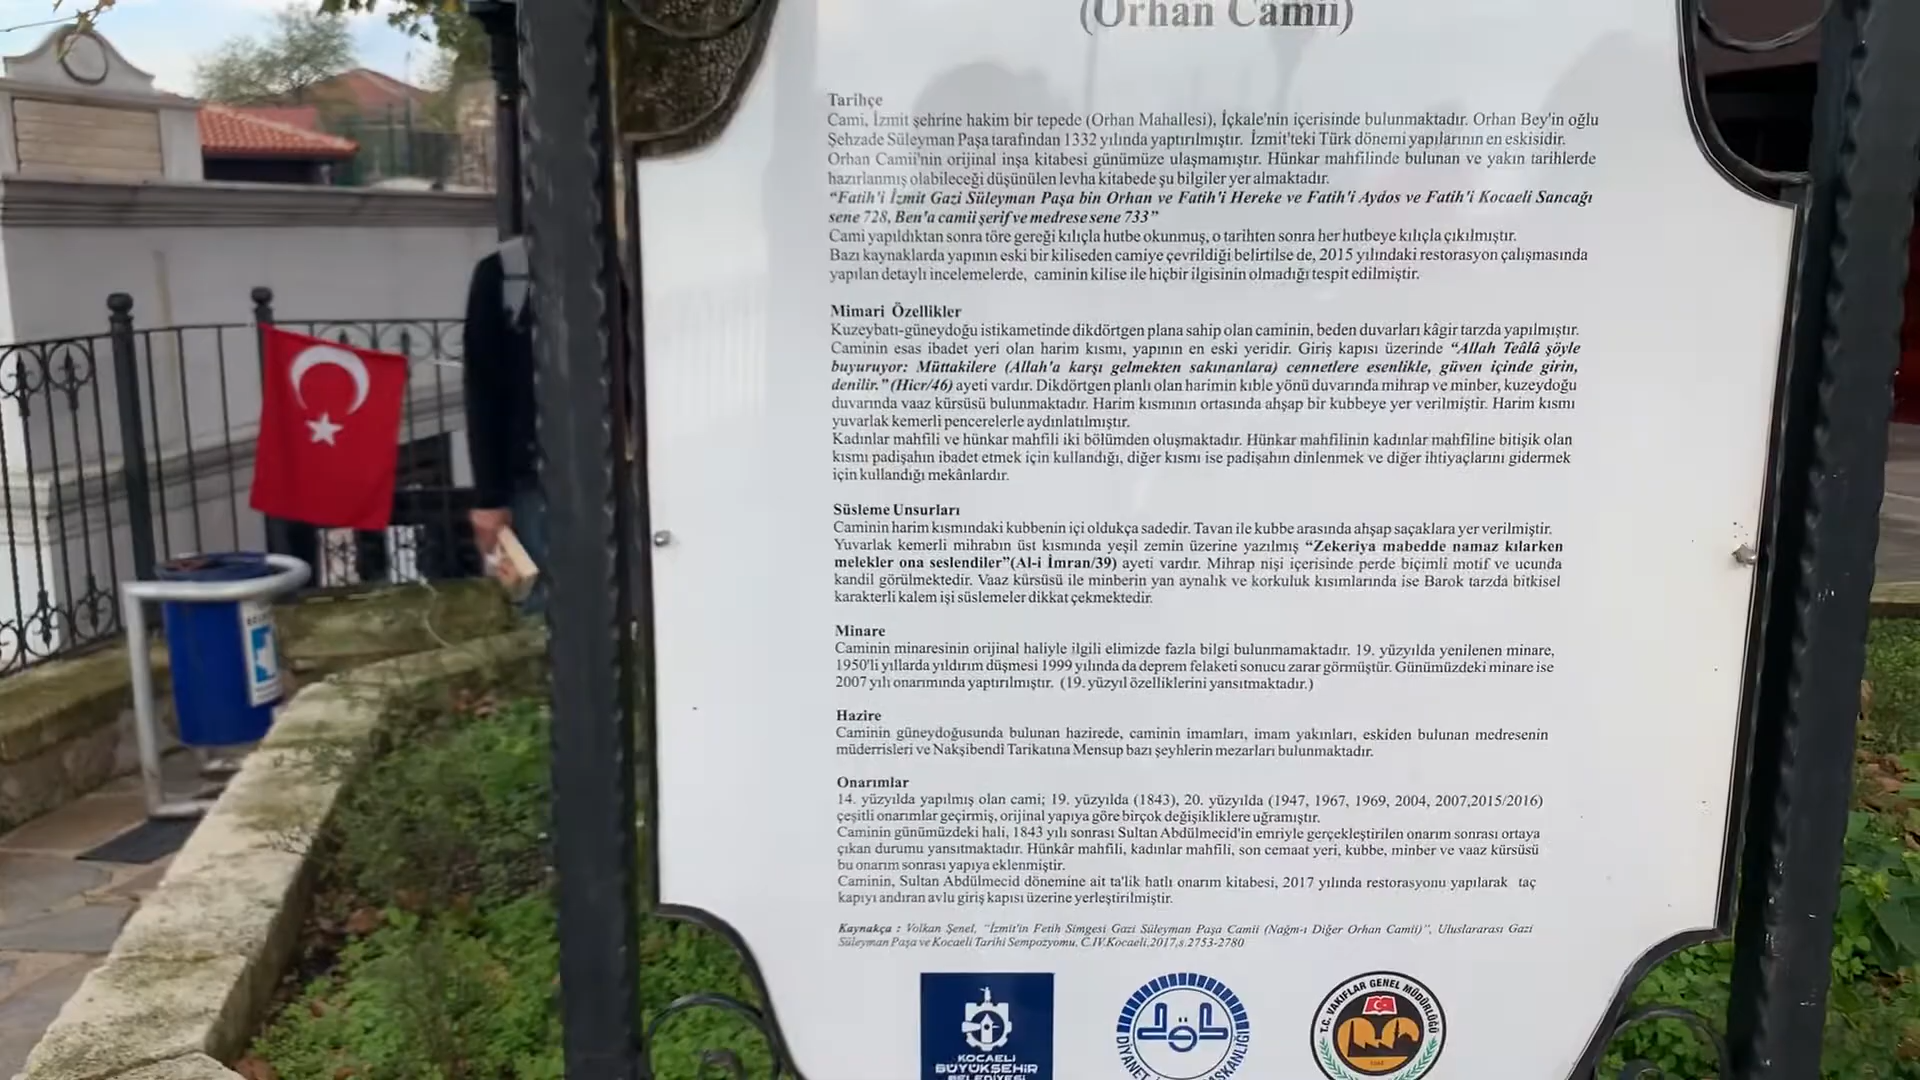 (Orhan Camii)
Tarihçe
Cami, İzmit şehrine hakim bir tepede (Orhan Mahallesi), İçkale'nin içerisinde bulunmaktadır. Orhan Bey'in oğlu
Şehzade Süleyman Paşa tarafından 1332 yılında yaptırılmıştır. İzmit'teki Türk dönemi yapılarının en eskisidir.
Orhan Camii'nin orijinal inşa kitabesi günümüze ulaşmamıştır. Hünkar mahfilinde bulunan ve yakın tarihlerde
hazırlanmış olabileceği düşünülen levha kitabede şu bilgiler yer almaktadır.
“Fatih'i İzmit Gazi Süleyman Paşa bin Orhan ve Fatih'i Hereke ve Fatih'i Aydos ve Fatih'i Kocaeli Sancağı
sene 728, Ben'a camii şerif ve medrese sene 733”
Cami yapıldıktan sonra töre gereği kılıçla hutbe okunmuş, o tarihten sonra her hutbeye kılıçla çıkılmıştır.
Bazı kaynaklarda yapının eski bir kiliseden camiye çevrildiği belirtilse de, 2015 yılındaki restorasyon çalışmasında
yapılan detaylı incelemelerde, caminin kilise ile hiçbir ilgisinin olmadığı tespit edilmiştir.
Mimari Özellikler
Kuzeybatı-güneydoğu istikametinde dikdörtgen plana sahip olan caminin, beden duvarları kâgir tarzda yapılmıştır.
Caminin esas ibadet yeri olan harim kısmı, yapının en eski yeridir. Giriş kapısı üzerinde “Allah Teâlâ şöyle
buyuruyor: Müttakilere (Allah'a karşı gelmekten sakınanlara) cennetlere esenlikle, güven içinde girin,
denilir.” (Hicr/46) ayeti vardır. Dikdörtgen planlı olan harimin kıble yönü duvarında mihrap ve minber, kuzeydoğu
duvarında vaaz kürsüsü bulunmaktadır. Harim kısmının ortasında ahşap bir kubbeye yer verilmiştir. Harim kısmı
yuvarlak kemerli pencerelerle aydınlatılmıştır.
Kadınlar mahfili ve hünkar mahfili iki bölümden oluşmaktadır. Hünkar mahfilinin kadınlar mahfiline bitişik olan
kısmı padişahın ibadet etmek için kullandığı, diğer kısmı ise padişahın dinlenmek ve diğer ihtiyaçlarını gidermek
için kullandığı mekânlardır.
Süsleme Unsurları
Caminin harim kısmındaki kubbenin içi oldukça sadedir. Tavan ile kubbe arasında ahşap saçaklara yer verilmiştir.
Yuvarlak kemerli mihrabın üst kısmında yeşil zemin üzerine yazılmış “Zekeriya mabedde namaz kılarken
melekler ona seslendiler”(Al-i İmran/39) ayeti vardır. Mihrap nişi içerisinde perde biçimli motif ve ucunda
kandil görülmektedir. Vaaz kürsüsü ile minberin yan aynalık ve korkuluk kısımlarında ise Barok tarzda bitkisel
karakterli kalem işi süslemeler dikkat çekmektedir.
Minare
Caminin minaresinin orijinal haliyle ilgili elimizde fazla bilgi bulunmamaktadır. 19. yüzyılda yenilenen minare,
1950'li yıllarda yıldırım düşmesi 1999 yılında da deprem felaketi sonucu zarar görmüştür. Günümüzdeki minare ise
2007 yılı onarımında yaptırılmıştır. (19. yüzyıl özelliklerini yansıtmaktadır.)
Hazire
Caminin güneydoğusunda bulunan hazirede, caminin imamları, imam yakınları, eskiden bulunan medresenin
müderrisleri ve Nakşibendî Tarikatına Mensup bazı şeyhlerin mezarları bulunmaktadır.
Onarımlar
14. yüzyılda yapılmış olan cami; 19. yüzyılda (1843), 20. yüzyılda (1947, 1967, 1969, 2004, 2007,2015/2016)
çeşitli onarımlar geçirmiş, orijinal yapıya göre birçok değişikliklere uğramıştır.
Caminin günümüzdeki hali, 1843 yılı sonrası Sultan Abdülmecid'in emriyle gerçekleştirilen onarım sonrası ortaya
çıkan durumu yansıtmaktadır. Hünkâr mahfili, kadınlar mahfili, son cemaat yeri, kubbe, minber ve vaaz kürsüsü
bu onarım sonrası yapıya eklenmiştir.
Caminin, Sultan Abdülmecid dönemine ait ta'lik hatlı onarım kitabesi, 2017 yılında restorasyonu yapılarak taç
kapıyı andıran avlu giriş kapısı üzerine yerleştirilmiştir.
Kaynakça : Volkan Şenel, “İzmit'in Fetih Simgesi Gazi Süleyman Paşa Camii (Nağm-ı Diğer Orhan Camii)”, Uluslararası Gazi
Süleyman Paşa ve Kocaeli Tarihi Sempozyomu, C.IV.Kocaeli,2017,s.2753-2780
KOCAELİ
BÜYÜKŞEHİR
BELEDİYESİ
DİYANET
T.C. VAKIFLAR GENEL MÜDÜRLÜĞÜ